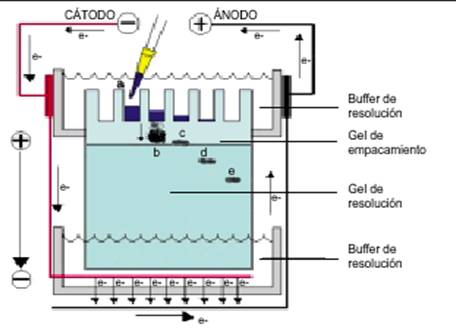 CÁTODO − + ÁNODO
e- e-
e- e-
a
Buffer de
resolución
c
b
Gel de
empacamiento
d
e
+
e- e-
Gel de
resolución
Buffer de
resolución
−
e- e- e- e- e- e- e- e-
e-